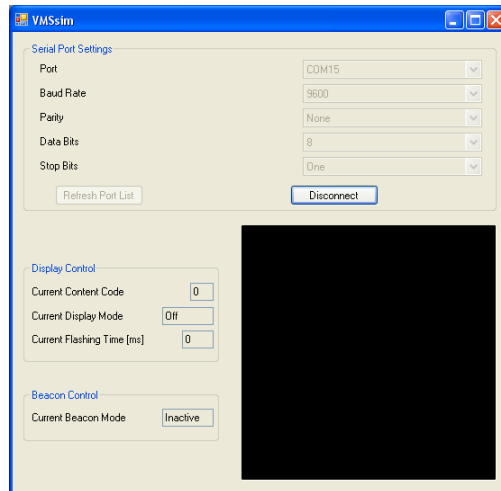 VMSsim
Serial Port Settings
Port COM15
Baud Rate 9600
Parity None
Data Bits 8
Stop Bits One
Refresh Port List Disconnect
Display Control
Current Content Code 0
Current Display Mode Off
Current Flashing Time [ms] 0
Beacon Control
Current Beacon Mode Inactive